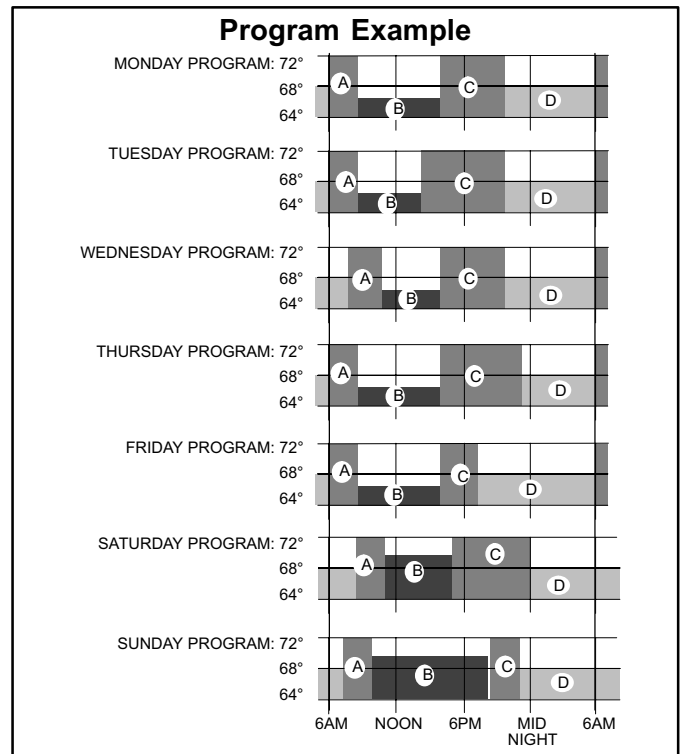 Program Example
MONDAY PROGRAM: 72°
68°
64°
A
B
C
D
TUESDAY PROGRAM: 72°
68°
64°
A
B
C
D
WEDNESDAY PROGRAM: 72°
68°
64°
A
B
C
D
THURSDAY PROGRAM: 72°
68°
64°
A
B
C
D
FRIDAY PROGRAM: 72°
68°
64°
A
B
C
D
SATURDAY PROGRAM: 72°
68°
64°
A
B
C
D
SUNDAY PROGRAM: 72°
68°
64°
A
B
C
D
6AM NOON 6PM MID 6AM
NIGHT